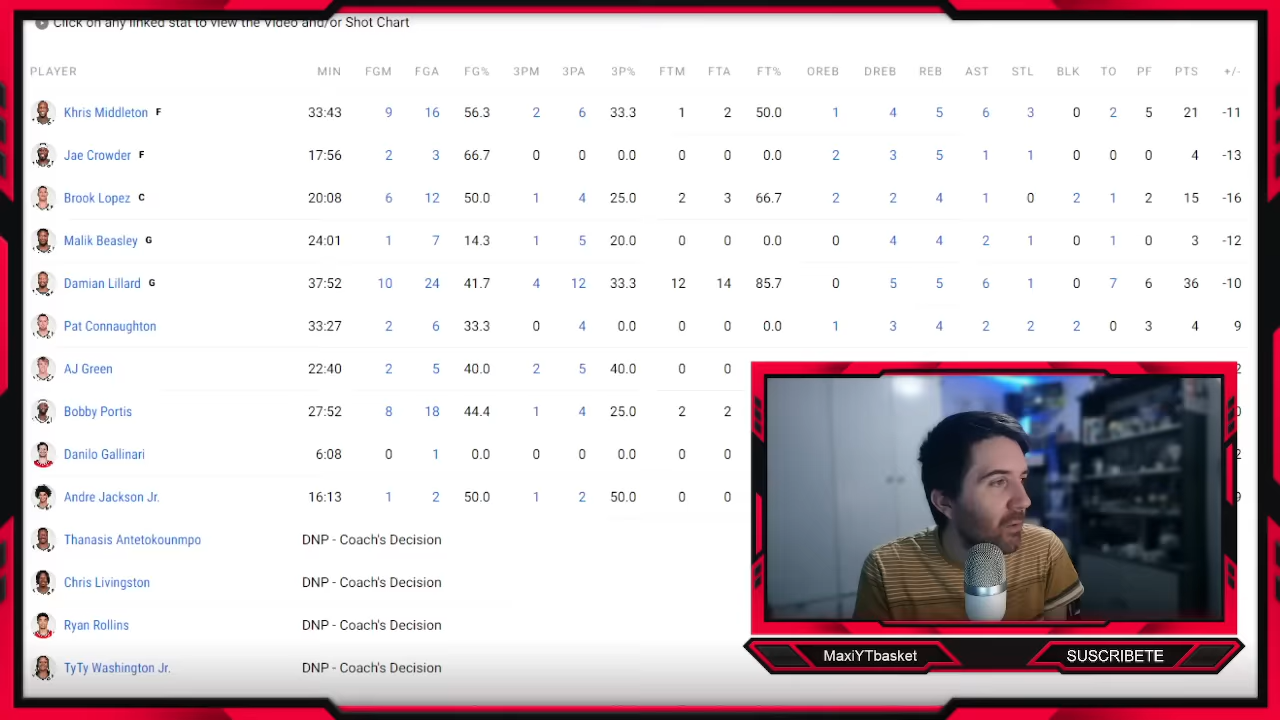 Click on any linked stat to view the Video and/or Shot Chart
PLAYER MIN FGM FGA FG% 3PM 3PA 3P% FTM FTA FT% OREB DREB REB AST STL BLK TO PF PTS +/-
Khris Middleton F 33:43 9 16 56.3 2 6 33.3 1 2 50.0 1 4 5 6 3 0 2 5 21 -11
Jae Crowder F 17:56 2 3 66.7 0 0 0.0 0 0 0.0 2 3 5 1 1 0 0 0 4 -13
Brook Lopez C 20:08 6 12 50.0 1 4 25.0 2 3 66.7 2 2 4 1 0 2 1 2 15 -16
Malik Beasley G 24:01 1 7 14.3 1 5 20.0 0 0 0.0 0 4 4 2 1 0 1 0 3 -12
Damian Lillard G 37:52 10 24 41.7 4 12 33.3 12 14 85.7 0 5 5 6 1 0 7 6 36 -10
Pat Connaughton 33:27 2 6 33.3 0 4 0.0 0 0 0.0 1 3 4 2 2 2 0 3 4 9
AJ Green 22:40 2 5 40.0 2 5 40.0 0 0
Bobby Portis 27:52 8 18 44.4 1 4 25.0 2 2
Danilo Gallinari 6:08 0 1 0.0 0 0 0.0 0 0
Andre Jackson Jr. 16:13 1 2 50.0 1 2 50.0 0 0
Thanasis Antetokounmpo DNP - Coach's Decision
Chris Livingston DNP - Coach's Decision
Ryan Rollins DNP - Coach's Decision
TyTy Washington Jr. DNP - Coach's Decision
MaxiYTbasket
SUSCRIBETE